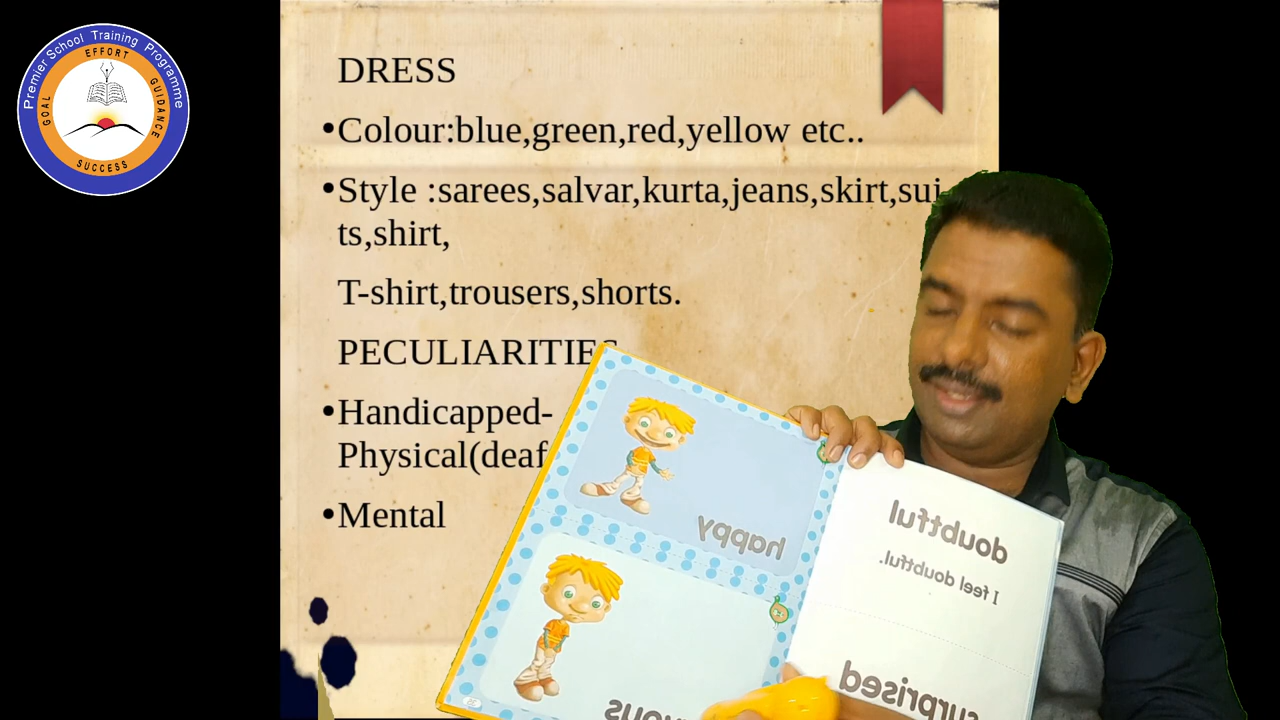 Premier School Training Programme
EFFORT
GOAL
GUIDANCE
SUCCESS
DRESS
•Colour:blue,green,red,yellow etc..
•Style :sarees,salvar,kurta,jeans,skirt,sui
ts,shirt,
T-shirt,trousers,shorts.
PECULIARITIES
•Handicapped-
Physical(deaf
•Mental
happy
doubtful
I feel doubtful.
surprised